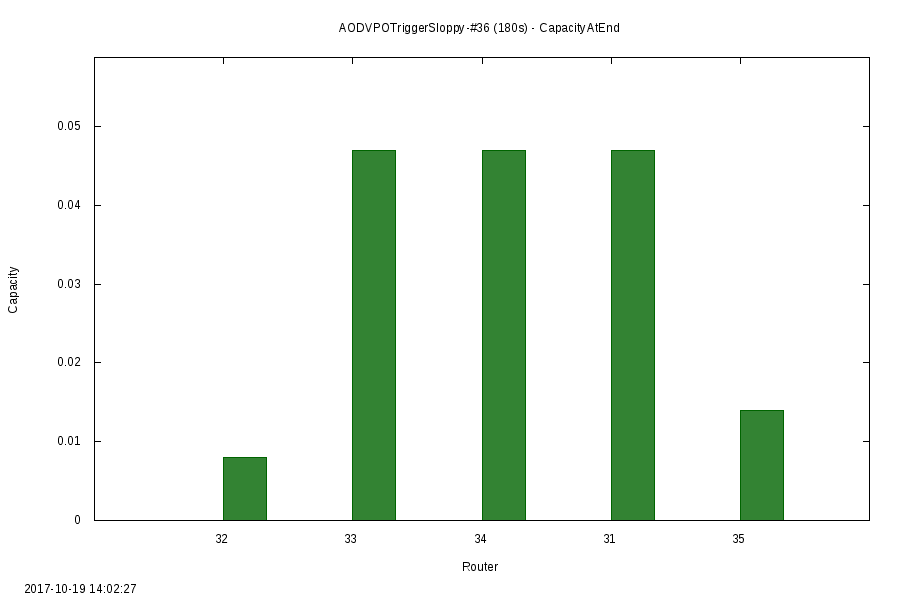 AODVPOTriggerSloppy-#36 (180s) - CapacityAtEnd
0.05
0.04
0.03
0.02
0.01
0
Capacity
32 33 34 31 35
Router
2017-10-19 14:02:27